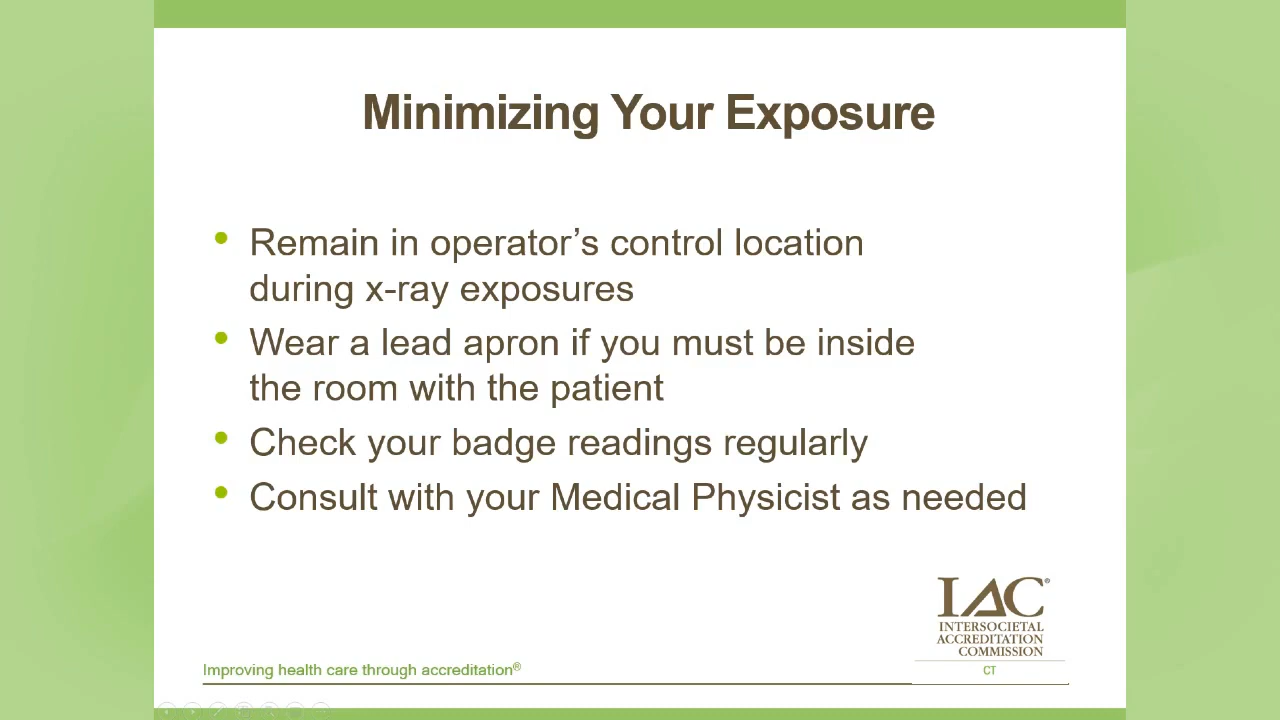 Minimizing Your Exposure
• Remain in operator’s control location
during x-ray exposures
• Wear a lead apron if you must be inside
the room with the patient
• Check your badge readings regularly
• Consult with your Medical Physicist as needed
IAC®
INTERSOCIETAL
ACCREDITATION
COMMISSION
CT
Improving health care through accreditation®